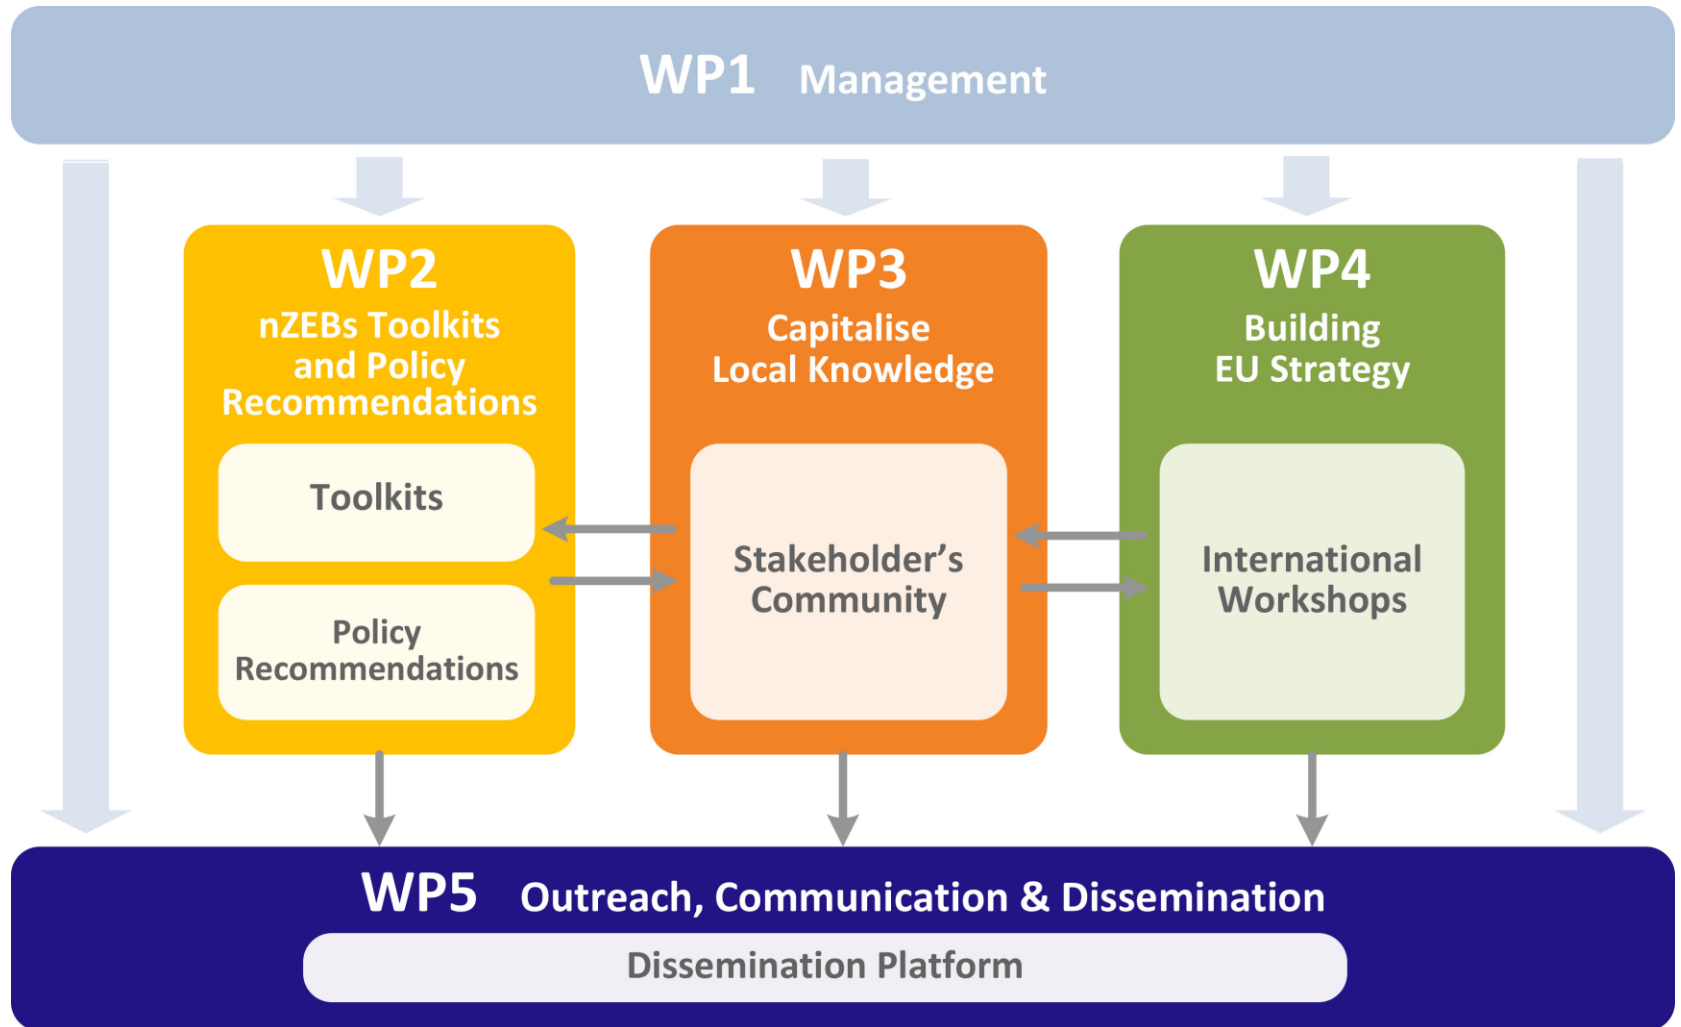 WP1 Management
WP2
nZEBs Toolkits
and Policy
Recommendations
Toolkits
Policy
Recommendations
WP3
Capitalise
Local Knowledge
Stakeholder’s
Community
WP4
Building
EU Strategy
International
Workshops
WP5 Outreach, Communication & Dissemination
Dissemination Platform